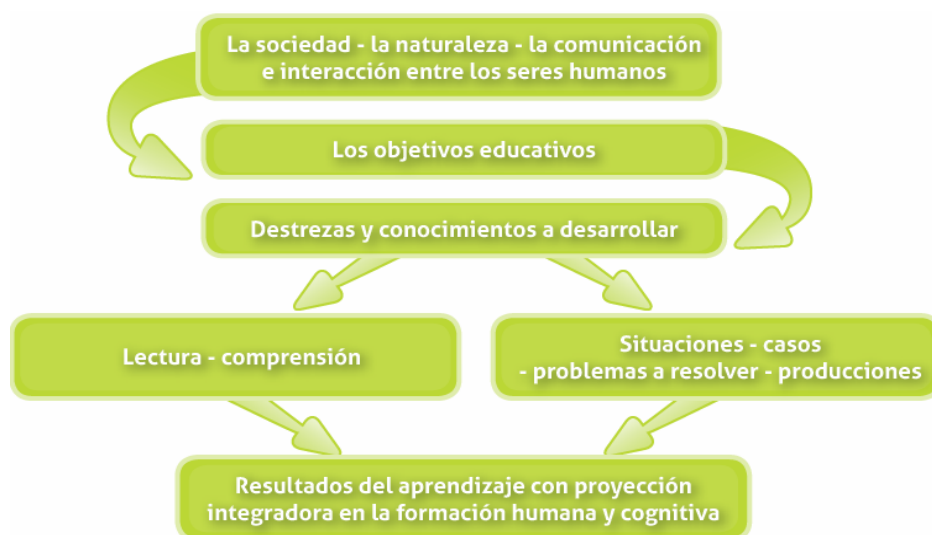 La sociedad - la naturaleza - la comunicación
e interacción entre los seres humanos
Los objetivos educativos
Destrezas y conocimientos a desarrollar
Lectura - comprensión
Situaciones - casos
- problemas a resolver - producciones
Resultados del aprendizaje con proyección
integradora en la formación humana y cognitiva